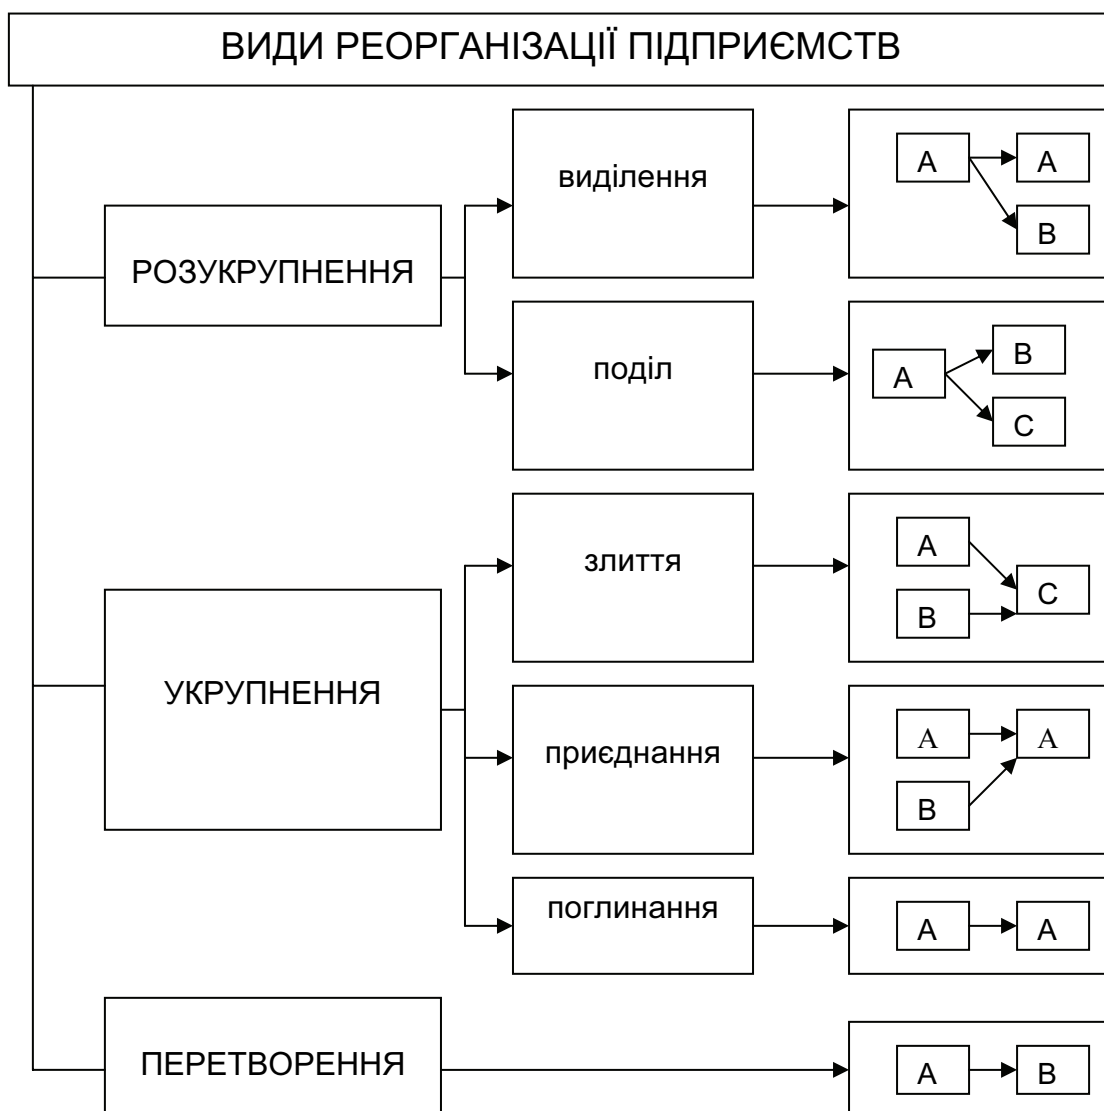 ВИДИ РЕОРГАНІЗАЦІЇ ПІДПРИЄМСТВ
РОЗУКРУПНЕННЯ
виділення
А
А
В
поділ
А
В
С
УКРУПНЕННЯ
злиття
А
В
С
приєднання
А
А
В
поглинання
А
А
ПЕРЕТВОРЕННЯ
А
В